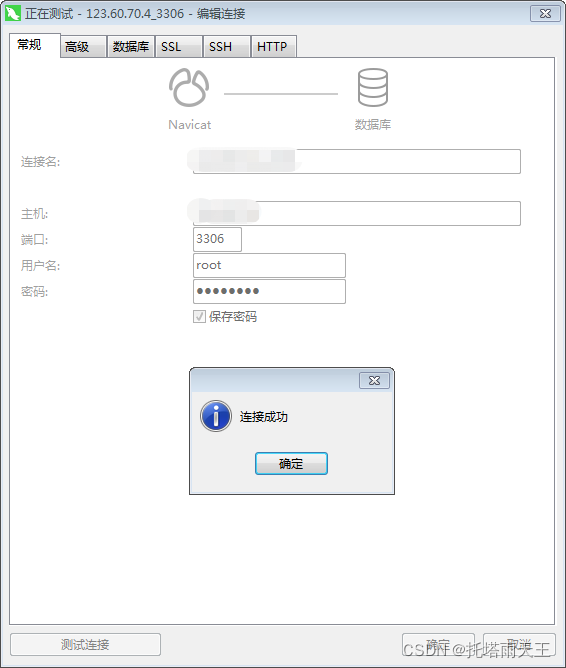 正在测试 - 123.60.70.4_3306 - 编辑连接
常规 高级 数据库 SSL SSH HTTP
Navicat 数据库
连接名:
主机:
端口: 3306
用户名: root
密码: ●●●●●●●●
保存密码
连接成功
确定
测试连接 确定 取消
CSDN @托塔雨天王